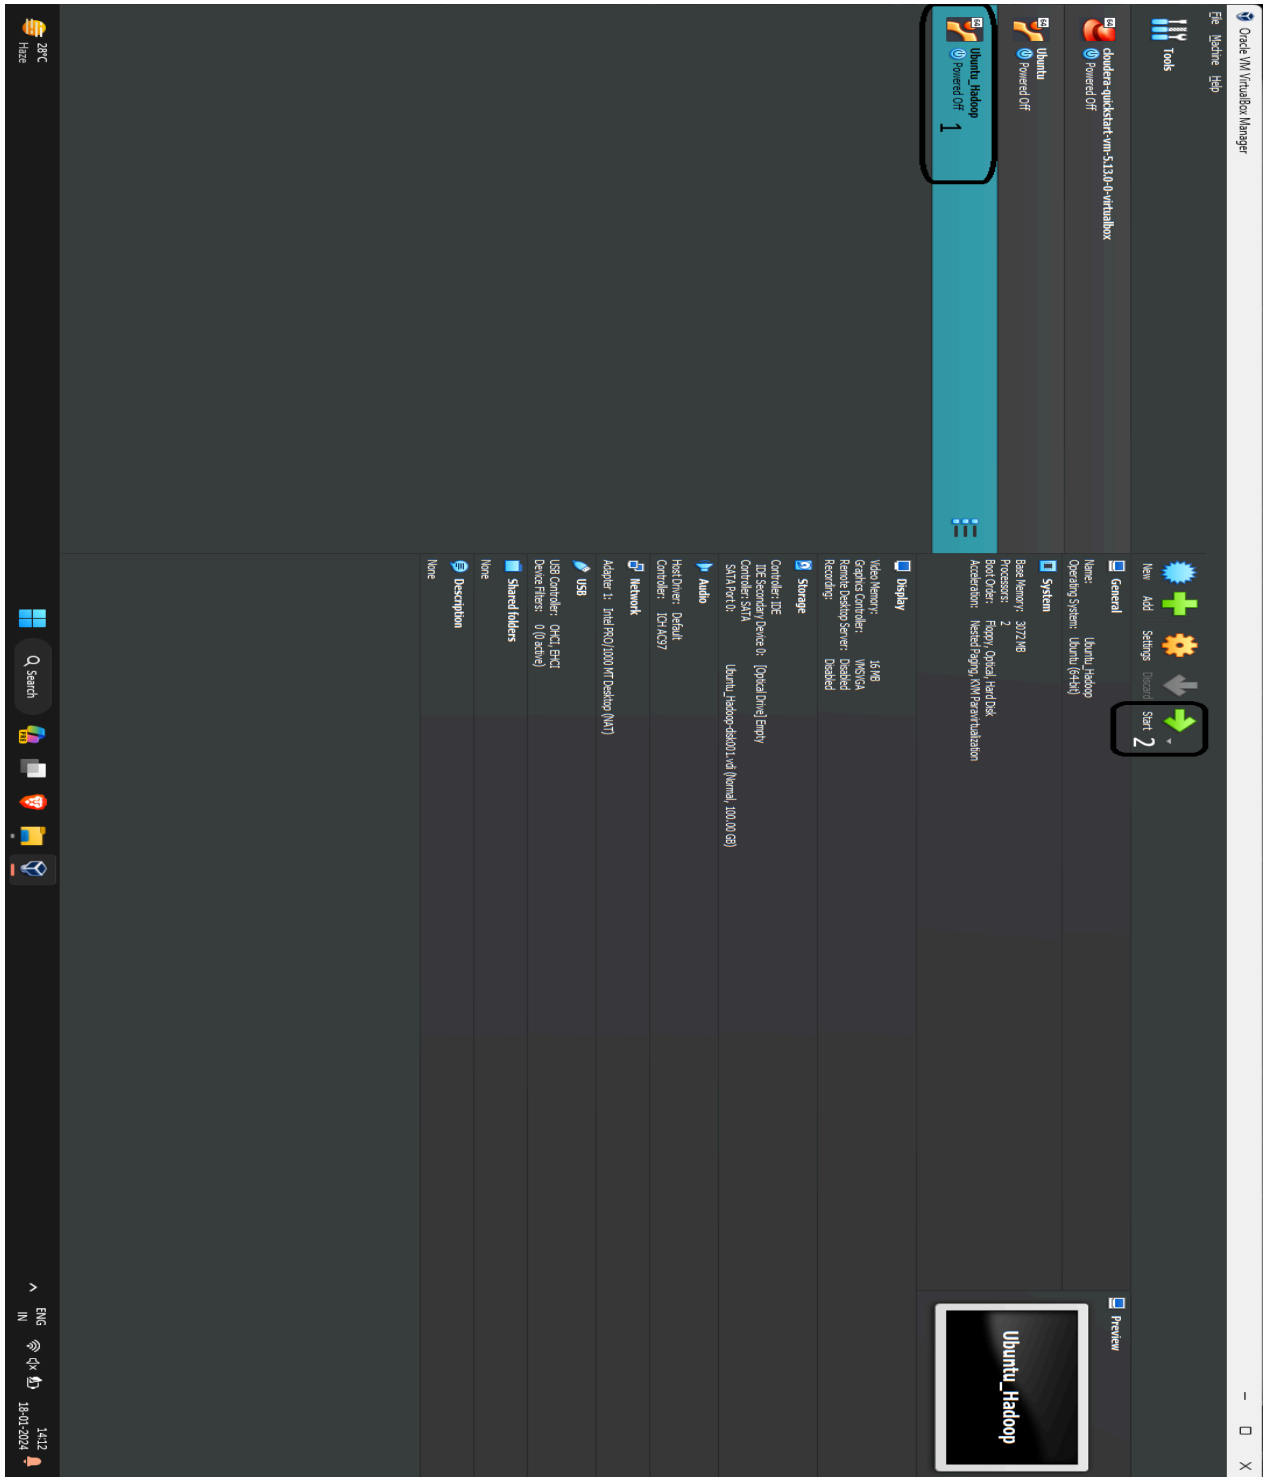 Oracle VM VirtualBox Manager
File Machine Help
Tools
New Add Settings Discard Start 2
cloudera-quickstart-vm-5.13.0-0-virtualbox
Powered Off
Ubuntu
Powered Off
Ubuntu_Hadoop
Powered Off 1
General
Name: Ubuntu_Hadoop
Operating System: Ubuntu (64-bit)
System
Base Memory: 3072 MB
Processors: 2
Boot Order: Floppy, Optical, Hard Disk
Acceleration: Nested Paging, KVM Paravirtualization
Preview
Ubuntu_Hadoop
Display
Video Memory: 16 MB
Graphics Controller: VMSVGA
Remote Desktop Server: Disabled
Recording: Disabled
Storage
Controller: IDE
IDE Secondary Device 0: [Optical Drive] Empty
Controller: SATA
SATA Port 0: Ubuntu_Hadoop-disk001.vdi (Normal, 100.00 GB)
Audio
Host Driver: Default
Controller: ICH AC97
Network
Adapter 1: Intel PRO/1000 MT Desktop (NAT)
USB
USB Controller: OHCI, EHCI
Device Filters: 0 (0 active)
Shared folders
None
Description
None
28°C
Haze
Search
PRE
ENG
IN
14:12
18-01-2024